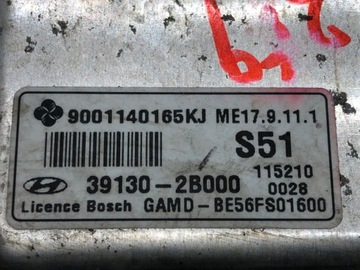 9001140165KJ ME17.9.11.1
S51
115210
39130-2B000 0028
Licence Bosch GAMD-BE56FS01600